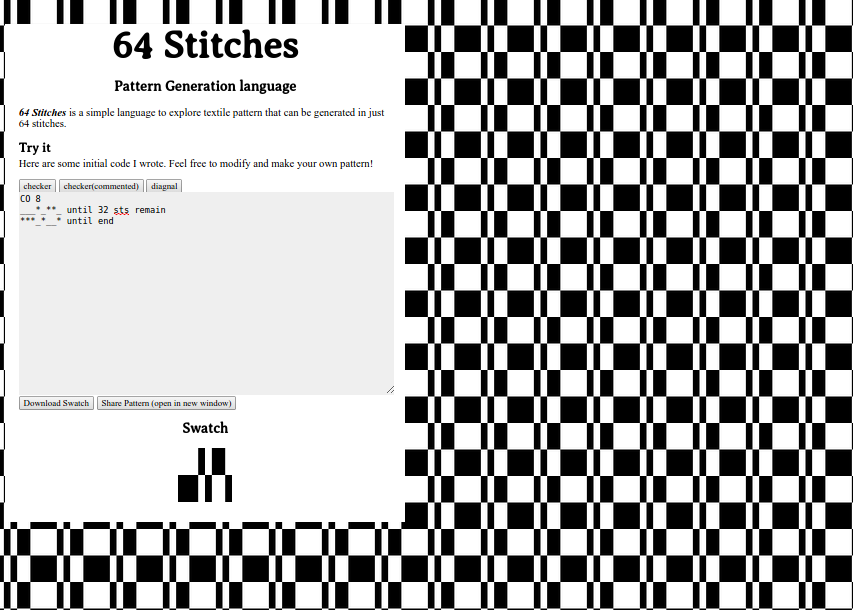 64 Stitches
Pattern Generation language
64 Stitches is a simple language to explore textile pattern that can be generated in just
64 stitches.
Try it
Here are some initial code I wrote. Feel free to modify and make your own pattern!
checker checker(commented) diagnal
CO 8
___*_**_ until 32 sts remain
***_*__* until end
Download Swatch Share Pattern (open in new window)
Swatch